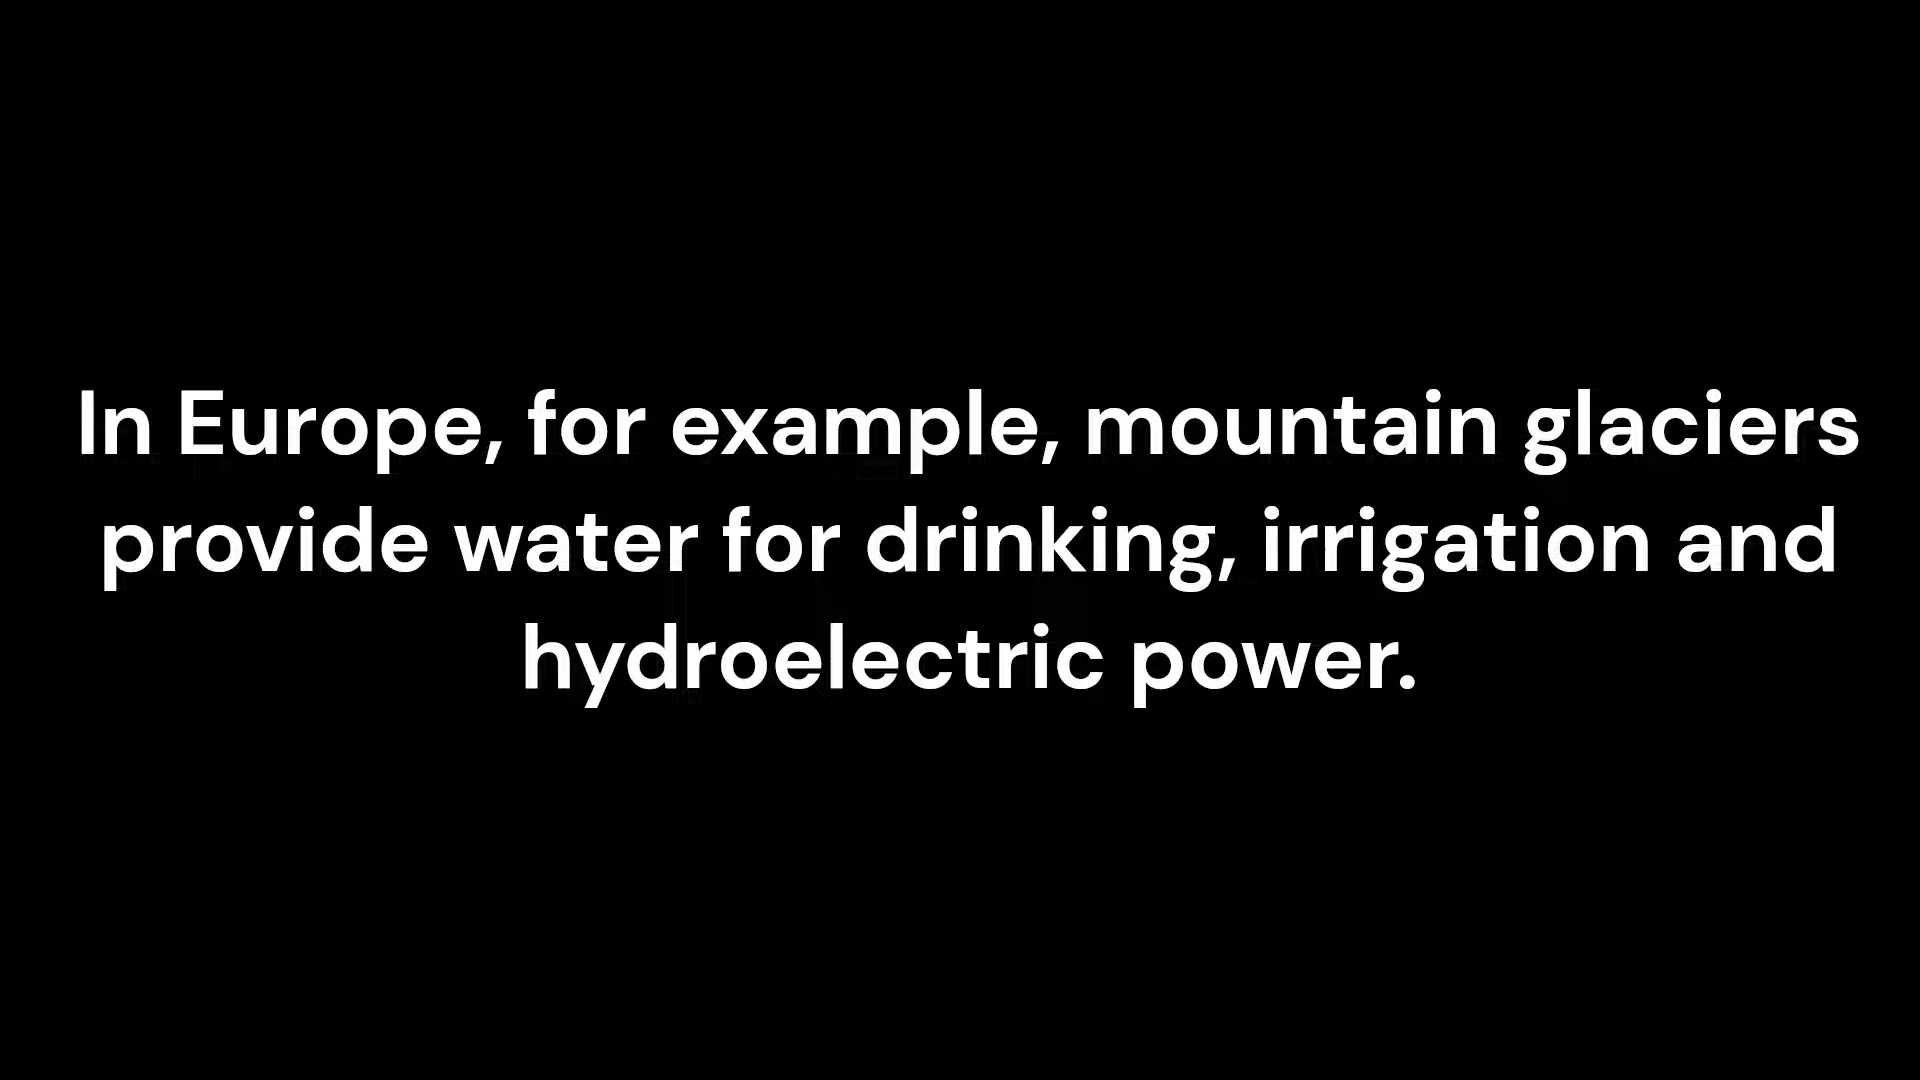 In Europe, for example, mountain glaciers
provide water for drinking, irrigation and
hydroelectric power.